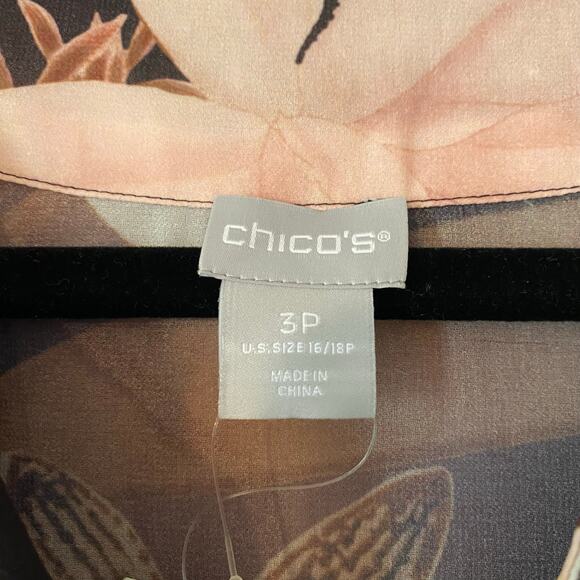 chico's®
3P
U.S. SIZE 16/18P
MADE IN
CHINA